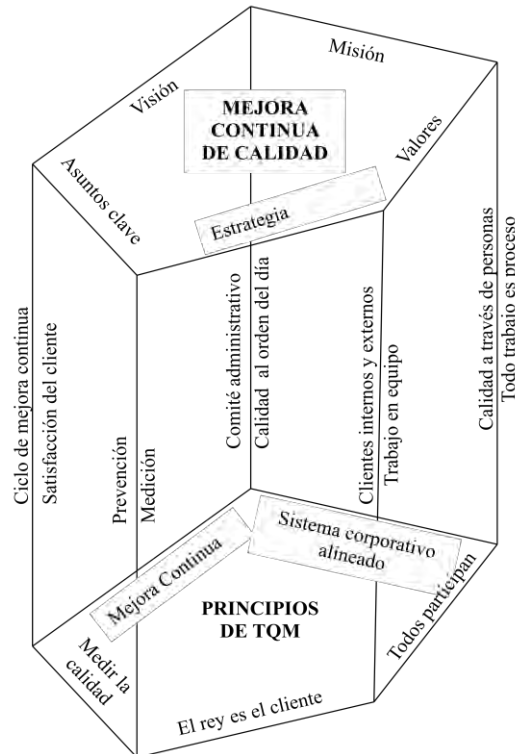 Misión
Visión
MEJORA
CONTINUA
DE CALIDAD
Valores
Asuntos clave
Estrategia
Ciclo de mejora continua
Satisfacción del cliente
Prevención
Medición
Comité administrativo
Calidad al orden del día
Clientes internos y externos
Trabajo en equipo
Calidad a través de personas
Todo trabajo es proceso
Sistema corporativo
alineado
Mejora Continua
PRINCIPIOS
DE TQM
Todos participan
Medir la
calidad
El rey es el cliente